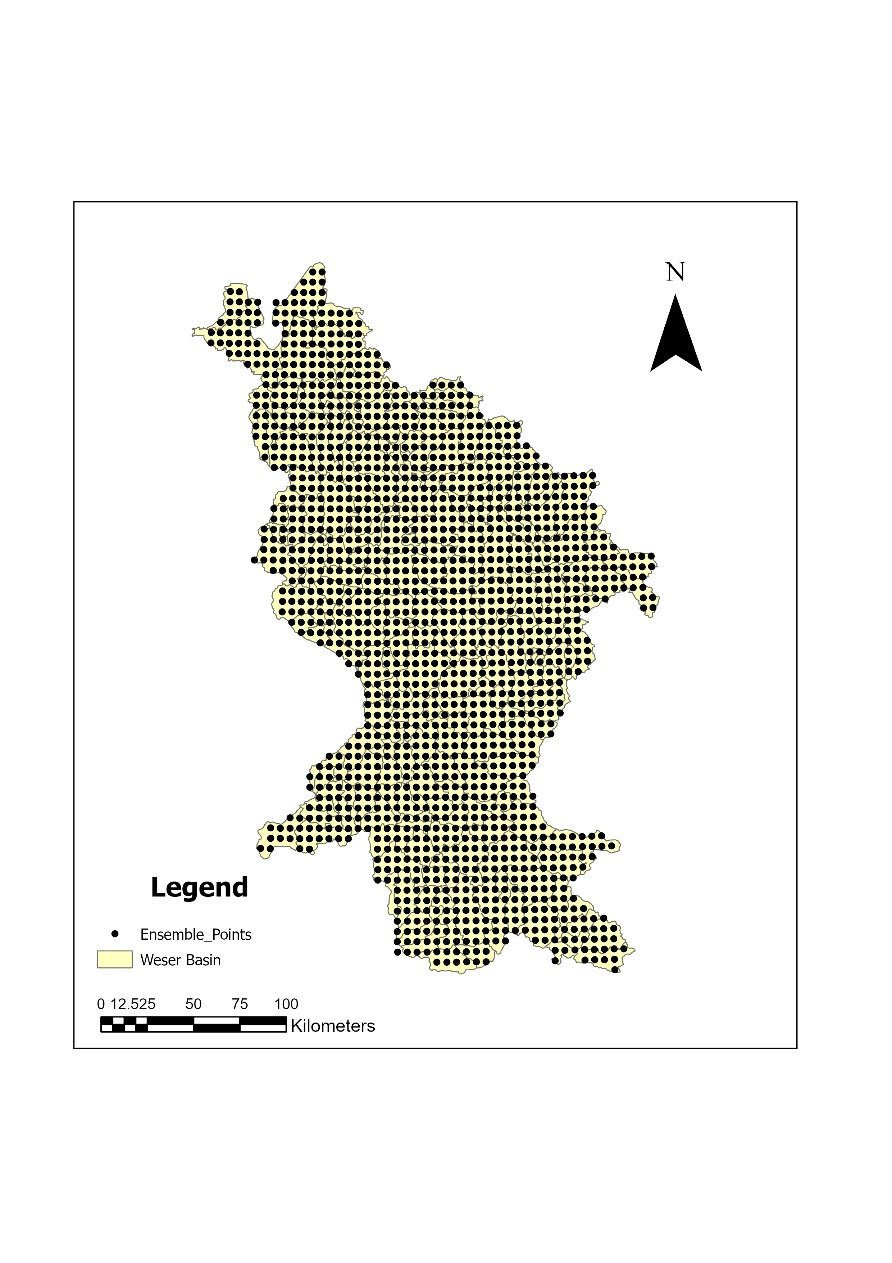 N
Legend
Ensemble_Points
Weser Basin
0 12.525 50 75 100
Kilometers